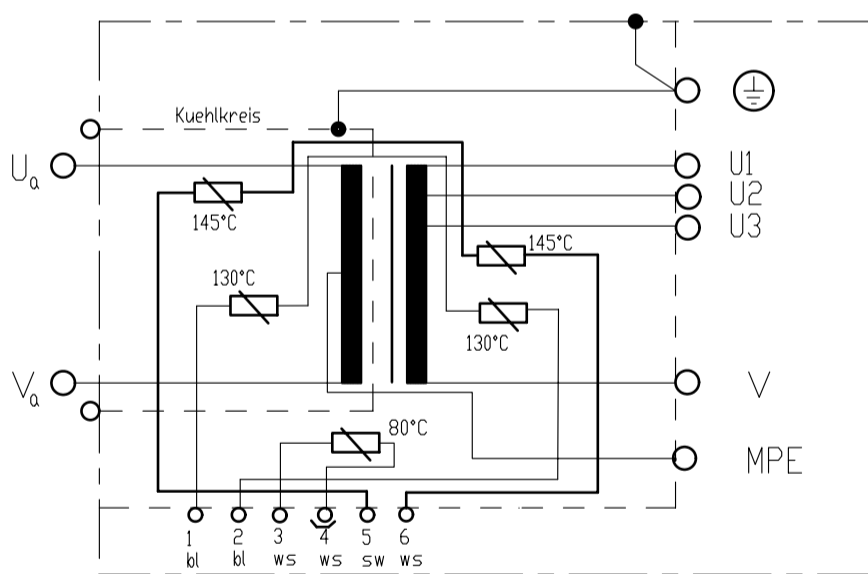 Kuehlkreis
Ua
U1
U2
U3
145°C
145°C
130°C
130°C
Va
V
80°C
MPE
1 2 3 4 5 6
bl bl ws ws sw ws